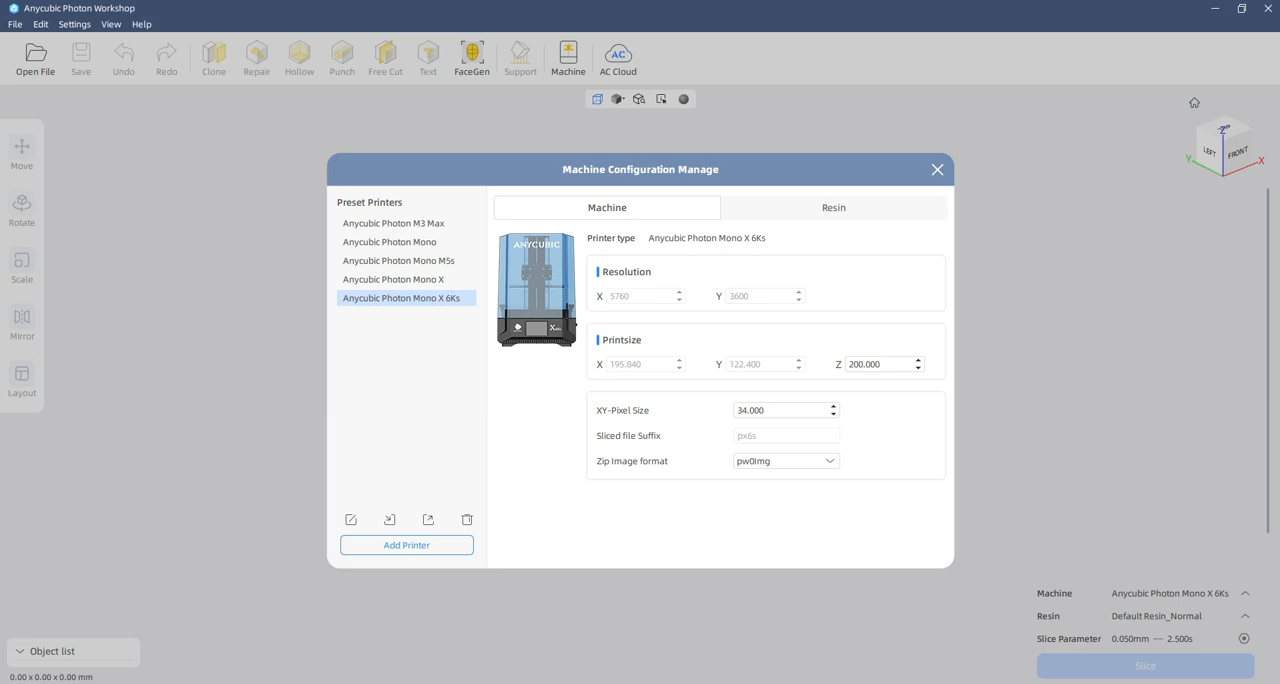 Anycubic Photon Workshop
File Edit Settings View Help
Open File Save Undo Redo Clone Repair Hollow Punch Free Cut Text FaceGen Support Machine AC Cloud
AC
Move
Rotate
Scale
Mirror
Layout
TOP
Z
LEFT
FRONT
Y
X
Machine Configuration Manage
Preset Printers
Anycubic Photon M3 Max
Anycubic Photon Mono
Anycubic Photon Mono M5s
Anycubic Photon Mono X
Anycubic Photon Mono X 6Ks
Add Printer
Machine Resin
ANYCUBIC
Printer type Anycubic Photon Mono X 6Ks
Resolution
X 5760 Y 3600
Printsize
X 195.840 Y 122.400 Z 200.000
XY-Pixel Size 34.000
Sliced file Suffix px6s
Zip Image format pw0Img
Machine Anycubic Photon Mono X 6Ks
Resin Default Resin_Normal
Slice Parameter 0.050mm — 2.500s
Slice
Object list
0.00 x 0.00 x 0.00 mm